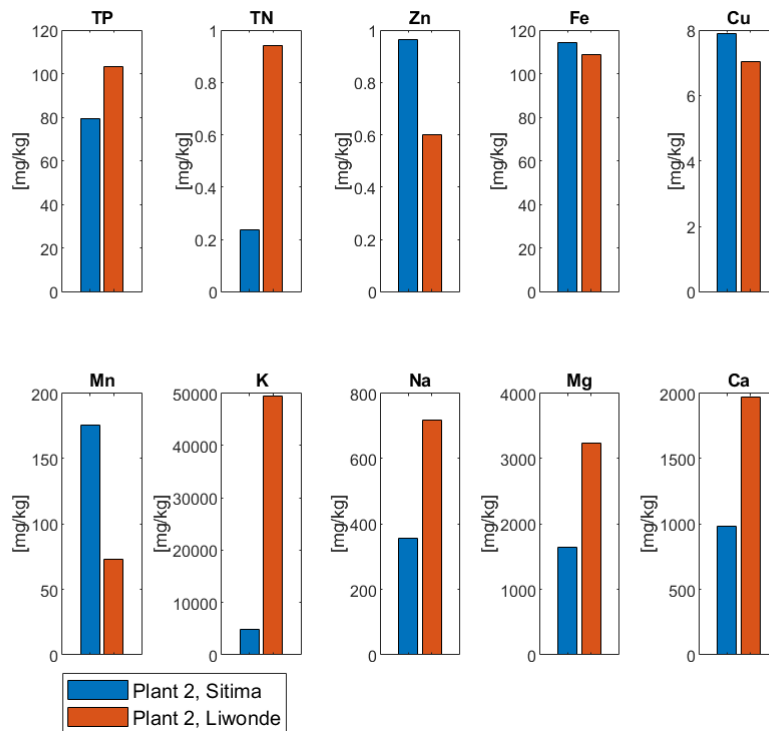 TP TN Zn Fe Cu
120 1 1 120 8
100 0.8 0.8 100 6
80 0.6 0.6 80 4
60 0.4 0.4 60 2
40 0.2 0.2 40 0
20 0 0 20
0 0
[mg/kg] [mg/kg] [mg/kg] [mg/kg] [mg/kg]
Mn K Na Mg Ca
200 50000 800 4000 2000
150 40000 600 3000 1500
100 30000 400 2000 1000
50 20000 200 1000 500
0 10000 0 0 0
0
[mg/kg] [mg/kg] [mg/kg] [mg/kg] [mg/kg]
Plant 2, Sitima
Plant 2, Liwonde